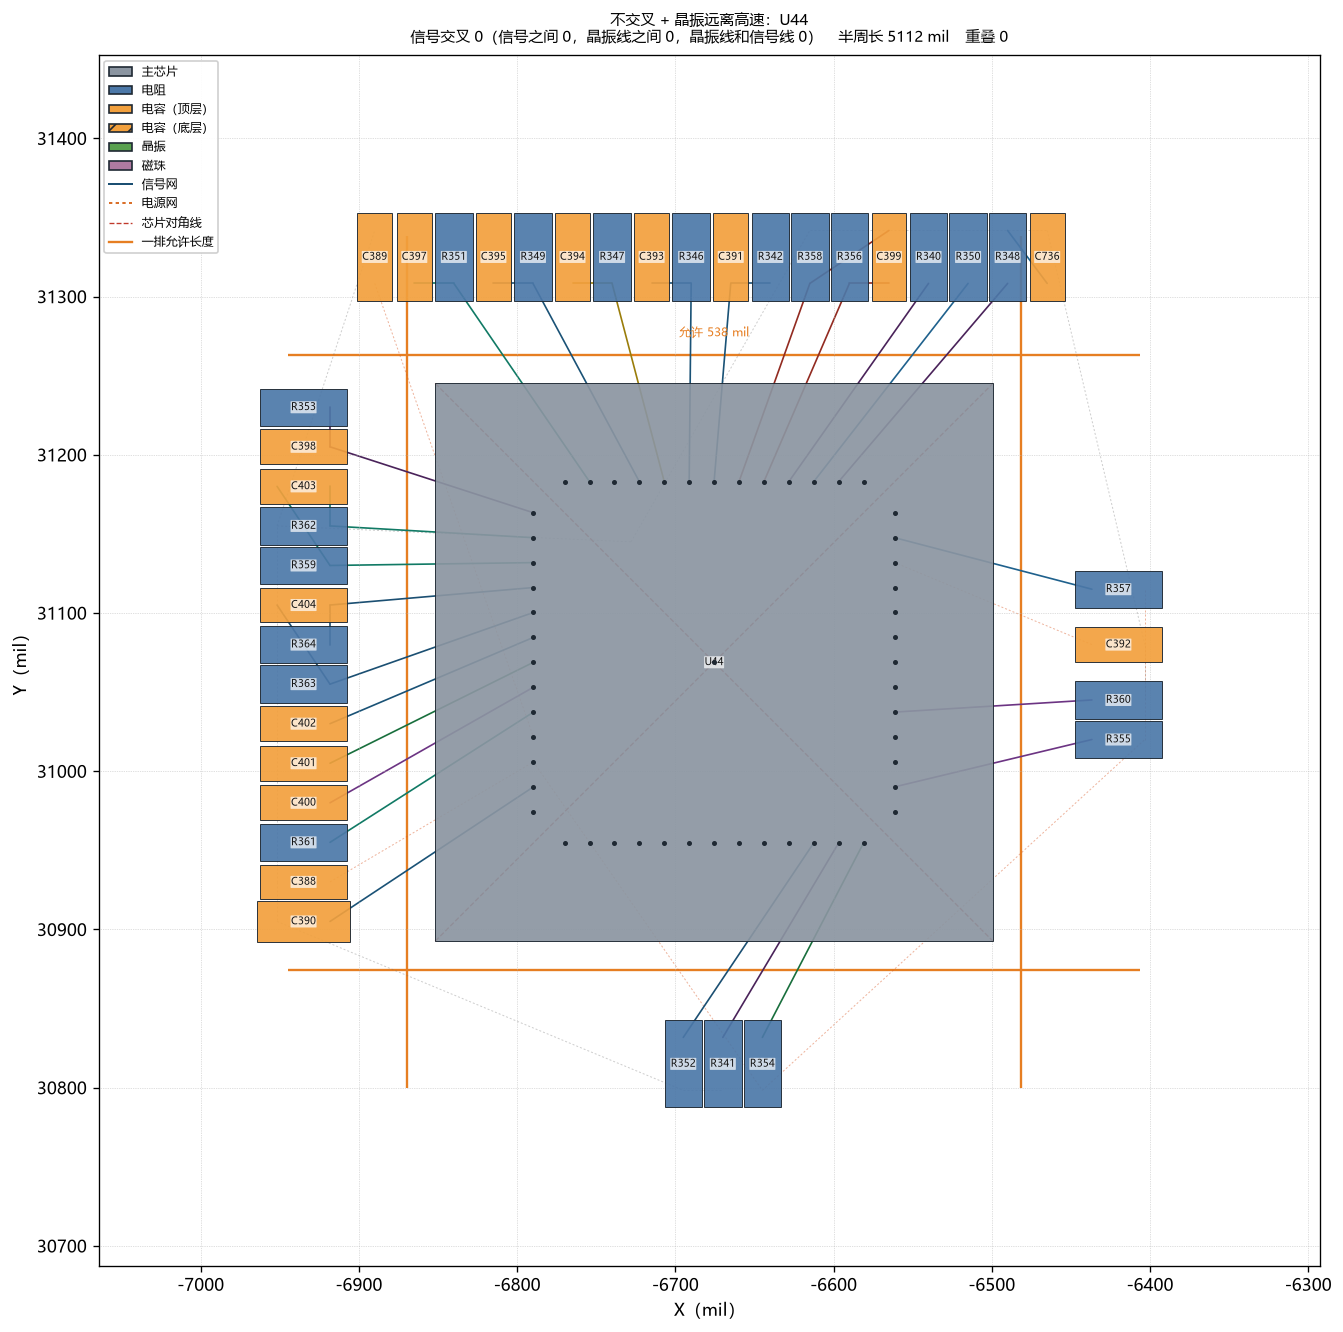 不交叉 + 晶振远离高速：U44
信号交叉 0（信号之间 0，晶振线之间 0，晶振线和信号线 0） 半周长 5112 mil 重叠 0
主芯片
电阻
电容（顶层）
电容（底层）
晶振
磁珠
信号网
电源网
芯片对角线
一排允许长度
31400
31300
31200
31100
31000
30900
30800
30700
Y（mil）
C389 C397 R351 C395 R349 C394 R347 C393 R346 C391 R342 R358 R356 C399 R340 R350 R348 C736
允许 538 mil
R353
C398
C403
R362
R359
C404
R364
R363
C402
C401
C400
R361
C388
C390
U44
R357
C392
R360
R355
R352 R341 R354
-7000 -6900 -6800 -6700 -6600 -6500 -6400 -6300
X（mil）